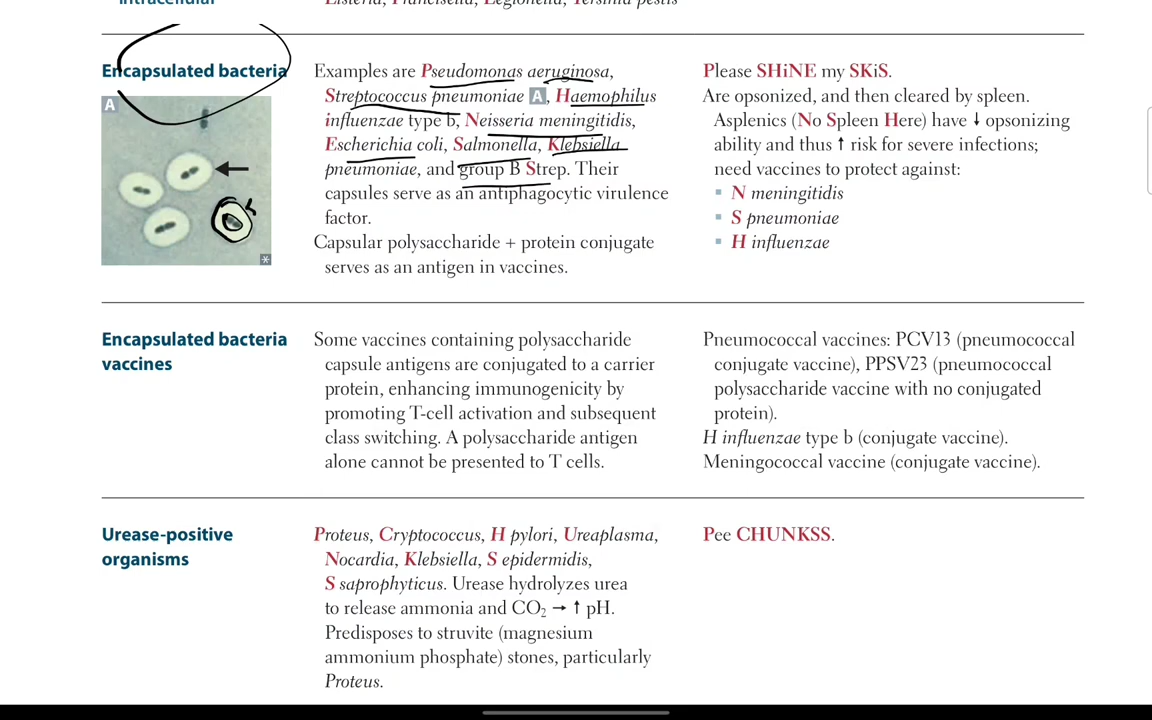 intracellular
Listeria, Francisella, Legionella, Yersinia pestis
Encapsulated bacteria
A
Examples are Pseudomonas aeruginosa,
Streptococcus pneumoniae A, Haemophilus
influenzae type b, Neisseria meningitidis,
Escherichia coli, Salmonella, Klebsiella
pneumoniae, and group B Strep. Their
capsules serve as an antiphagocytic virulence
factor.
Capsular polysaccharide + protein conjugate
serves as an antigen in vaccines.
Please SHiNE my SKiS.
Are opsonized, and then cleared by spleen.
Asplenics (No Spleen Here) have ↓ opsonizing
ability and thus ↑ risk for severe infections;
need vaccines to protect against:
▪ N meningitidis
▪ S pneumoniae
▪ H influenzae
Encapsulated bacteria
vaccines
Some vaccines containing polysaccharide
capsule antigens are conjugated to a carrier
protein, enhancing immunogenicity by
promoting T-cell activation and subsequent
class switching. A polysaccharide antigen
alone cannot be presented to T cells.
Pneumococcal vaccines: PCV13 (pneumococcal
conjugate vaccine), PPSV23 (pneumococcal
polysaccharide vaccine with no conjugated
protein).
H influenzae type b (conjugate vaccine).
Meningococcal vaccine (conjugate vaccine).
Urease-positive
organisms
Proteus, Cryptococcus, H pylori, Ureaplasma,
Nocardia, Klebsiella, S epidermidis,
S saprophyticus. Urease hydrolyzes urea
to release ammonia and CO₂ → ↑ pH.
Predisposes to struvite (magnesium
ammonium phosphate) stones, particularly
Proteus.
Pee CHUNKSS.